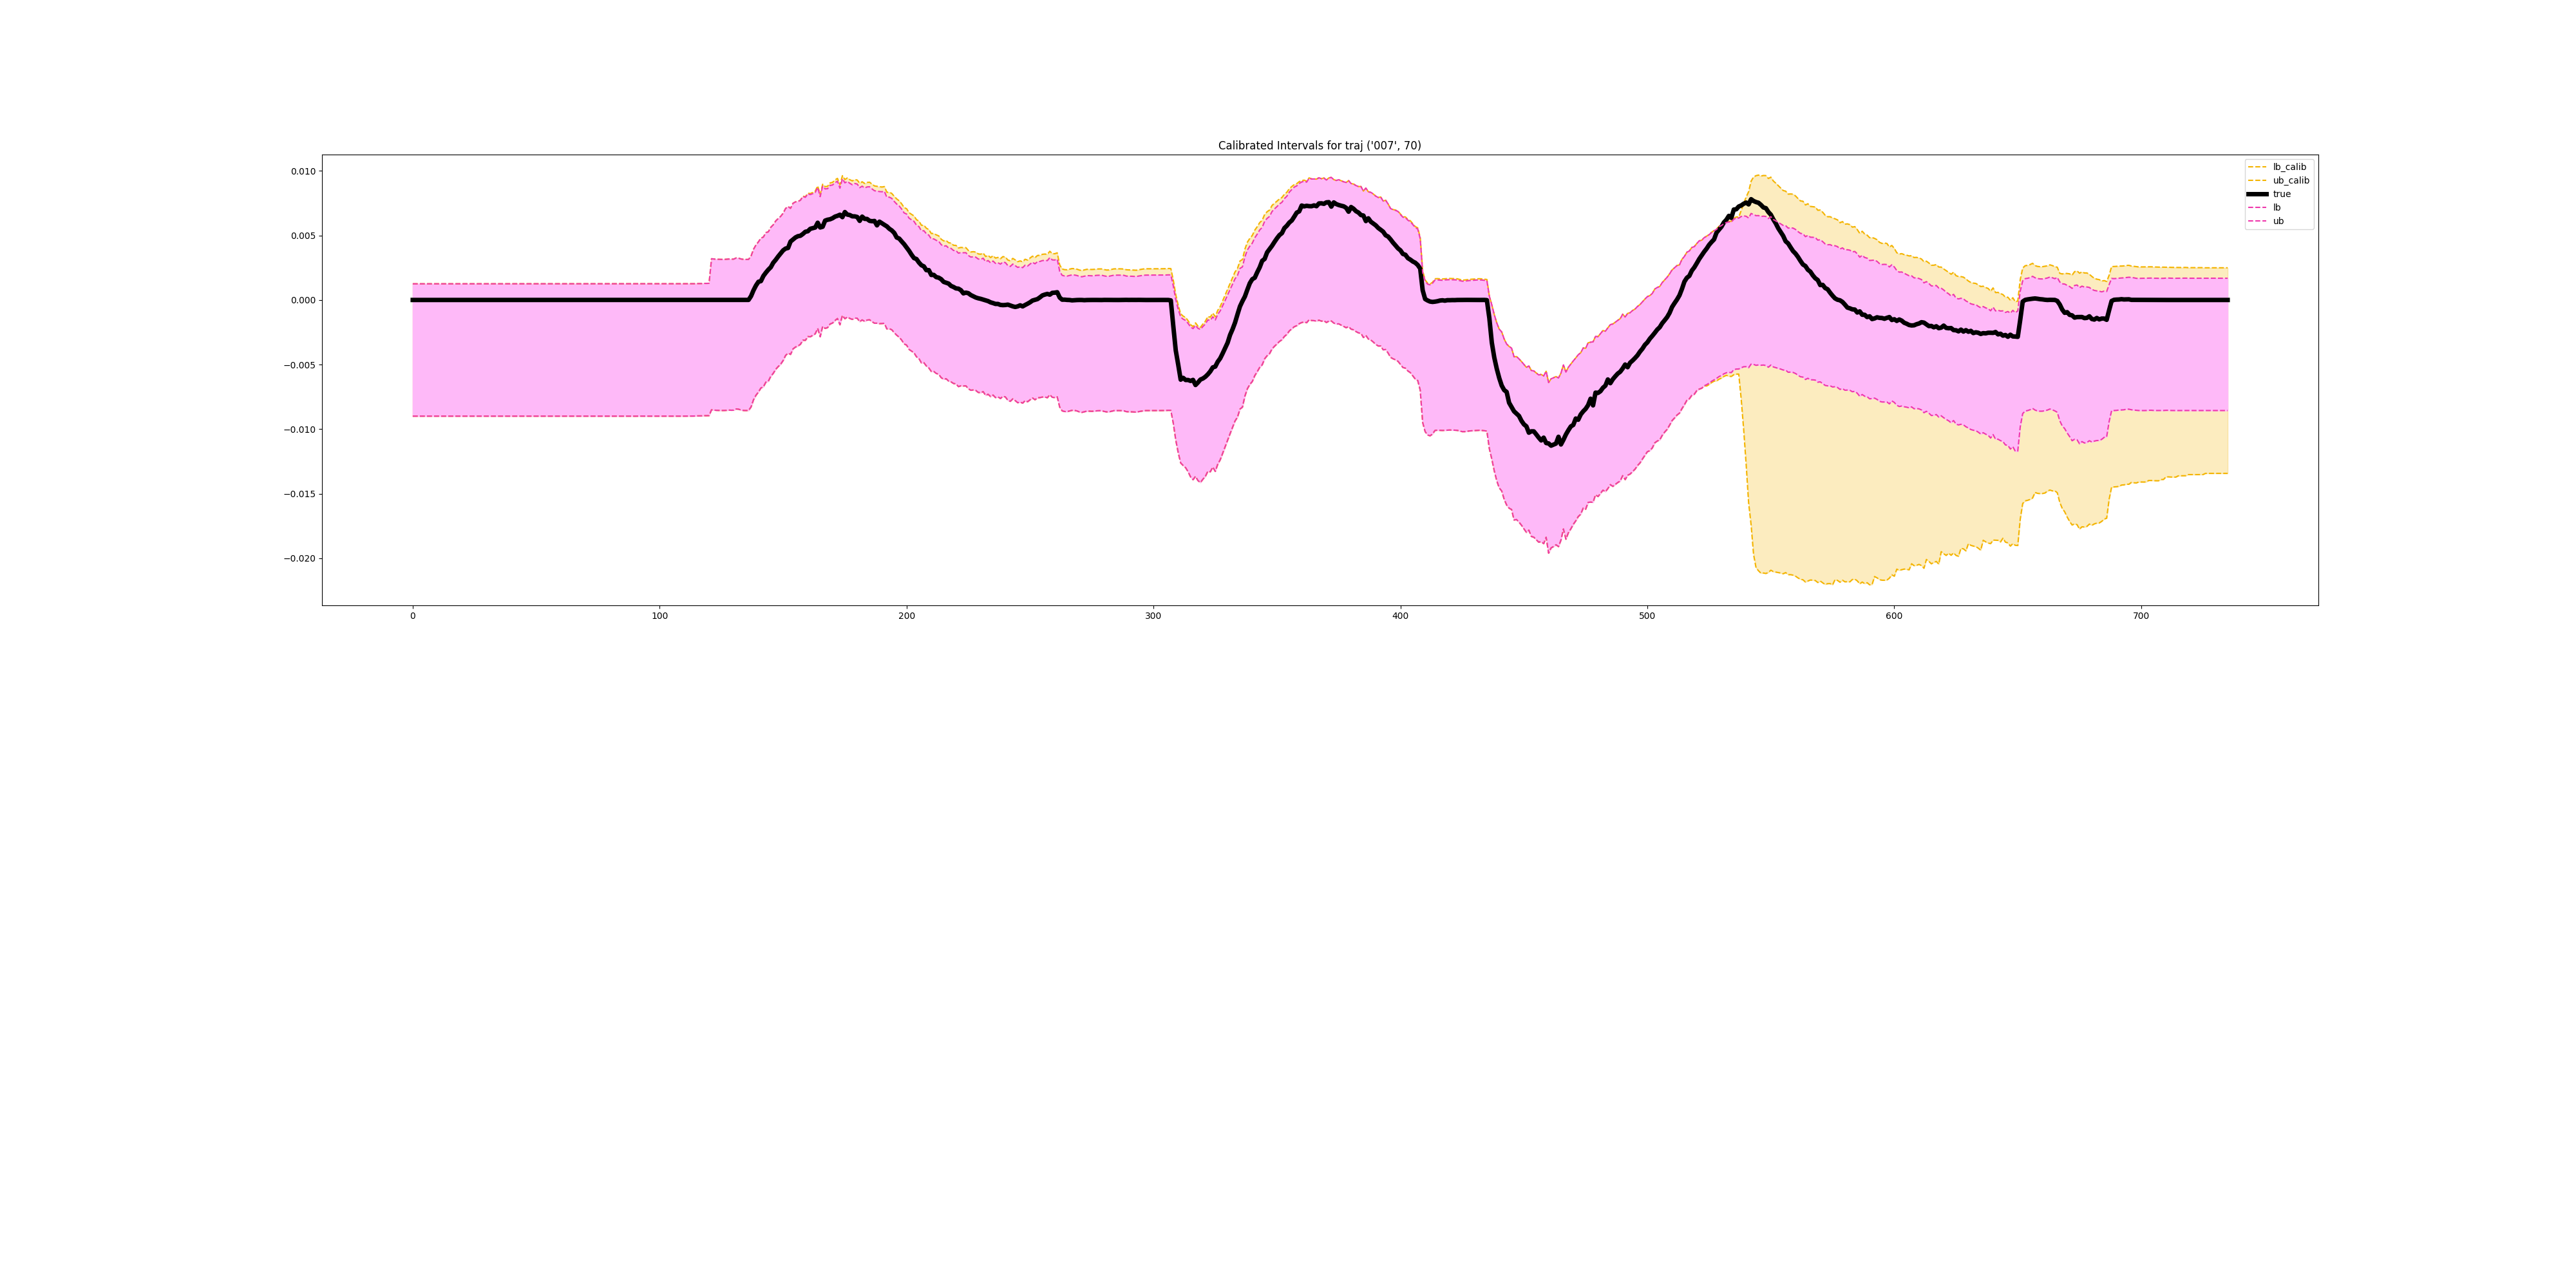 Calibrated Intervals for traj ('007', 70)
0.010
0.005
0.000
−0.005
−0.010
−0.015
−0.020
0 100 200 300 400 500 600 700
lb_calib
ub_calib
true
lb
ub